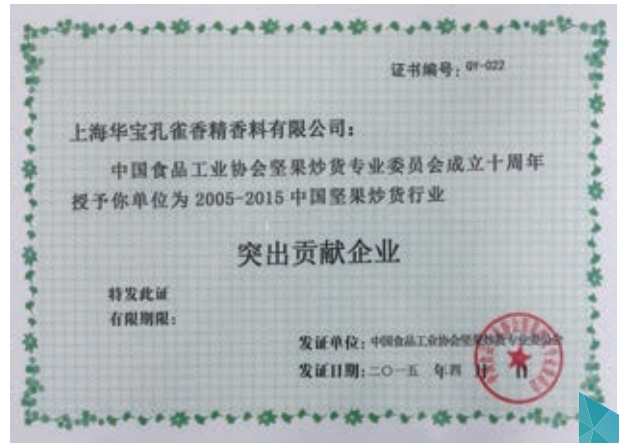 证书编号：QY-022
上海华宝孔雀香精香料有限公司：
中国食品工业协会坚果炒货专业委员会成立十周年
授予你单位为 2005-2015 中国坚果炒货行业
突出贡献企业
特发此证
有限期限：
发证单位：中国食品工业协会坚果炒货专业委员会
发证日期：二〇一五 年四 月 日